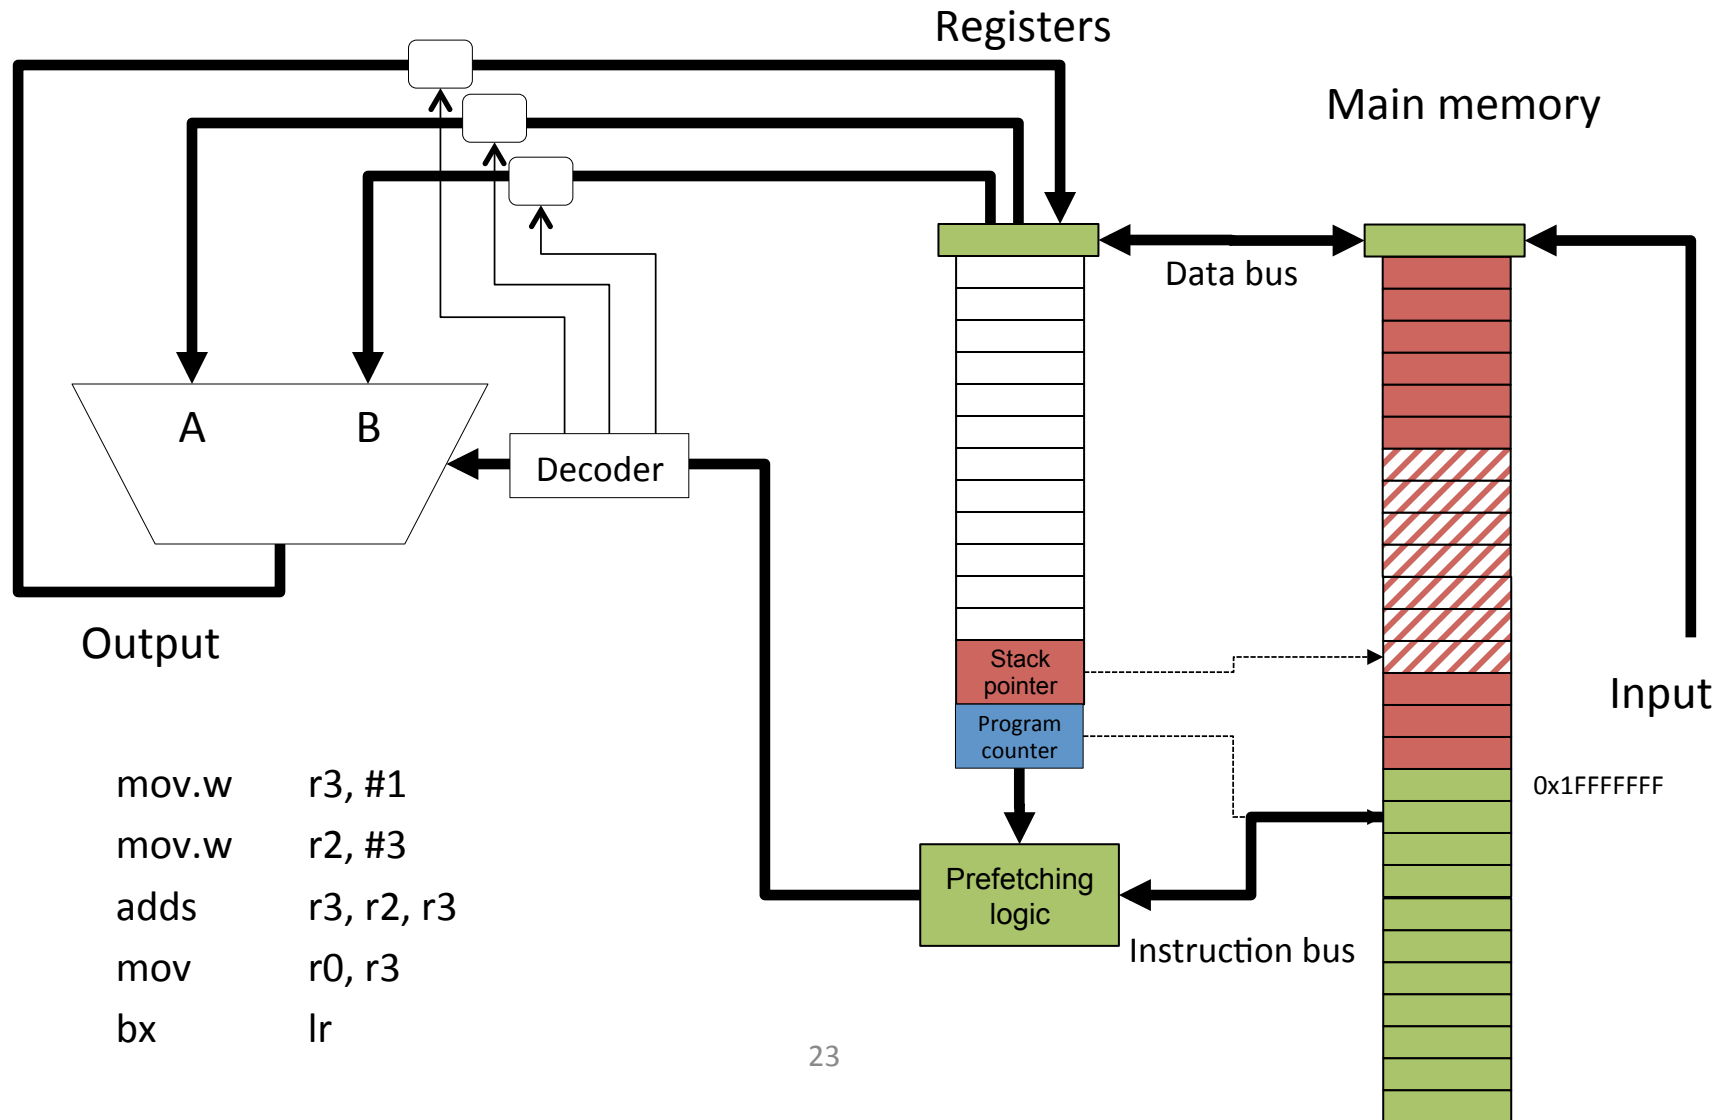 Registers
Main memory
Data bus
A B
Decoder
Output
Stack
pointer
Input
Program
counter
0x1FFFFFFF
Prefetching
logic
Instruction bus
mov.w r3, #1
mov.w r2, #3
adds r3, r2, r3
mov r0, r3
bx lr
23